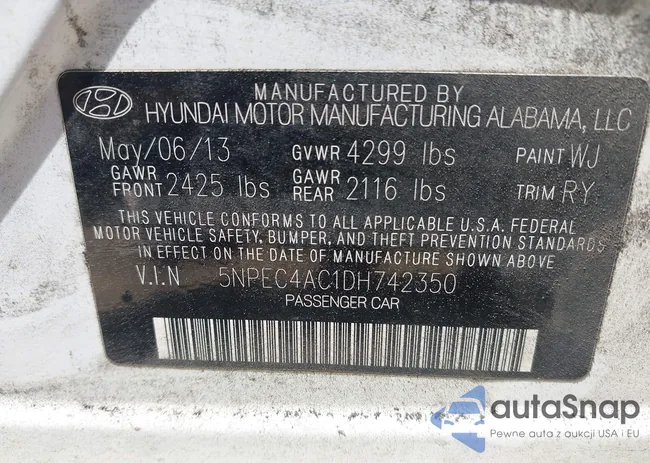 MANUFACTURED BY
HYUNDAI MOTOR MANUFACTURING ALABAMA, LLC
May/06/13 GVWR 4299 lbs PAINT WJ
GAWR FRONT 2425 lbs GAWR REAR 2116 lbs TRIM RY
THIS VEHICLE CONFORMS TO ALL APPLICABLE U.S.A. FEDERAL
MOTOR VEHICLE SAFETY, BUMPER, AND THEFT PREVENTION STANDARDS
IN EFFECT ON THE DATE OF MANUFACTURE SHOWN ABOVE
V.I.N 5NPEC4AC1DH742350
PASSENGER CAR
autaSnap
Pewne auta z aukcji USA i EU